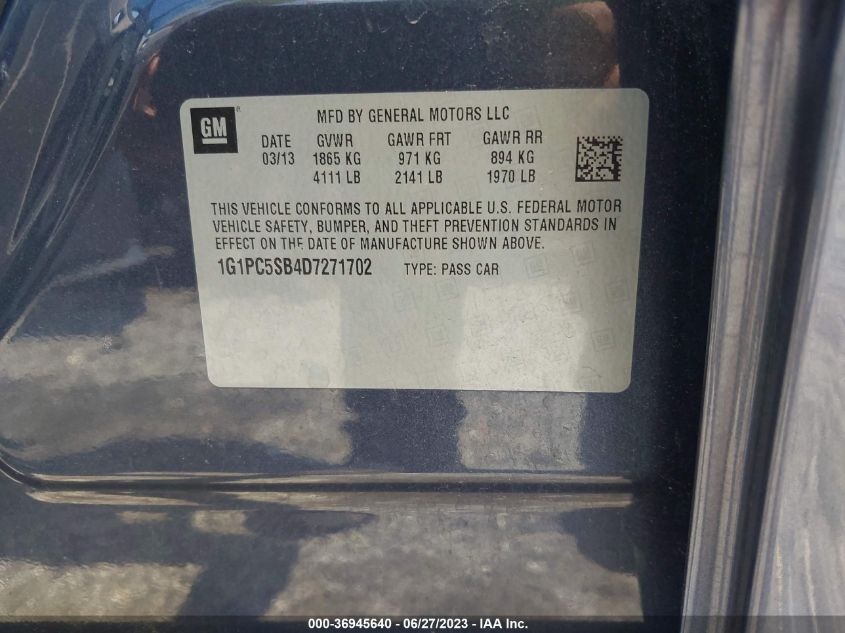 GM
MFD BY GENERAL MOTORS LLC
DATE GVWR GAWR FRT GAWR RR
03/13 1865 KG 971 KG 894 KG
4111 LB 2141 LB 1970 LB
THIS VEHICLE CONFORMS TO ALL APPLICABLE U.S. FEDERAL MOTOR
VEHICLE SAFETY, BUMPER, AND THEFT PREVENTION STANDARDS IN
EFFECT ON THE DATE OF MANUFACTURE SHOWN ABOVE.
1G1PC5SB4D7271702 TYPE: PASS CAR
000-36945640 - 06/27/2023 - IAA Inc.